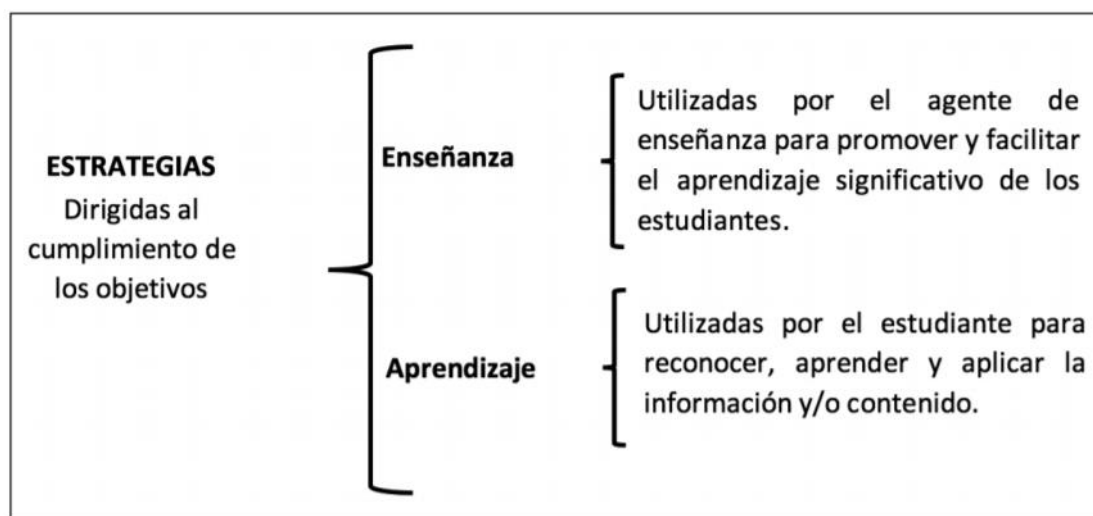 ESTRATEGIAS
Dirigidas al
cumplimiento de
los objetivos
Enseñanza
Utilizadas por el agente de
enseñanza para promover y facilitar
el aprendizaje significativo de los
estudiantes.
Aprendizaje
Utilizadas por el estudiante para
reconocer, aprender y aplicar la
información y/o contenido.